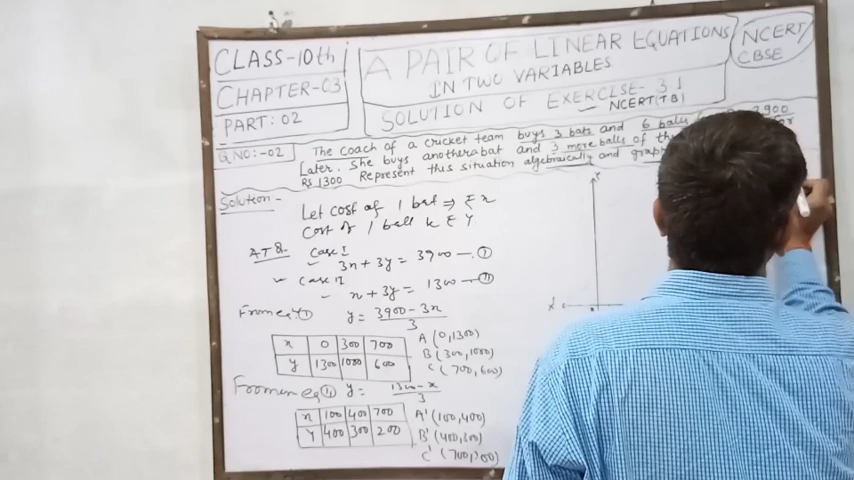 CLASS-10th
CHAPTER-03
PART: 02
A PAIR OF LINEAR EQUATIONS
IN TWO VARIABLES
SOLUTION OF EXERCISE- 3.1
NCERT(TB)
NCERT/
CBSE
Q.NO:-02
The coach of a cricket team buys 3 bats and 6 balls 3900
Later. She buys another a bat and 3 more balls of th for
Rs 1300 Represent this situation algebraically and
Solution-
Let cost of 1 bat ⇒ ₹ x
cost of 1 ball is ₹ y
ATQ.
Case I
3x + 3y = 3900 — I
Case II
x + 3y = 1300 — II
From eq I y = 3900 - 3x / 3
x 0 300 700
y 1300 1000 600
A (0,1300)
B (300,1000)
C (700,600)
From eq II y = 1300 - x / 3
x 100 400 700
y 400 300 200
A' (100,400)
B' (400,300)
C' (700,200)
Y
X'